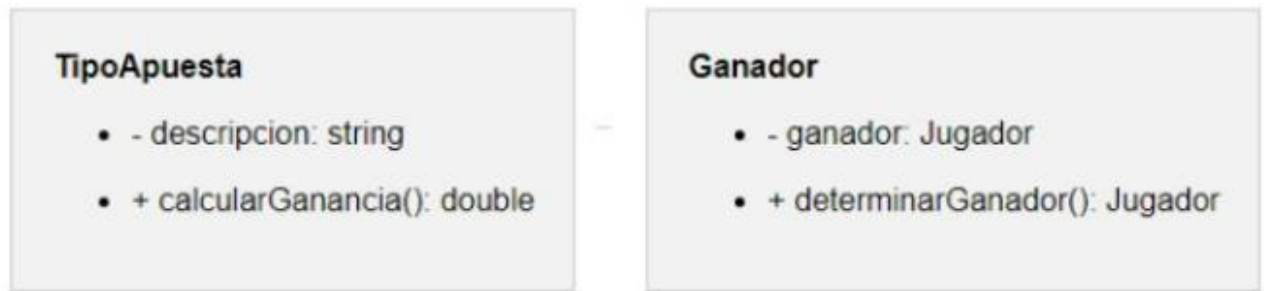 TipoApuesta
• - descripcion: string
• + calcularGanancia(): double
Ganador
• - ganador: Jugador
• + determinarGanador(): Jugador